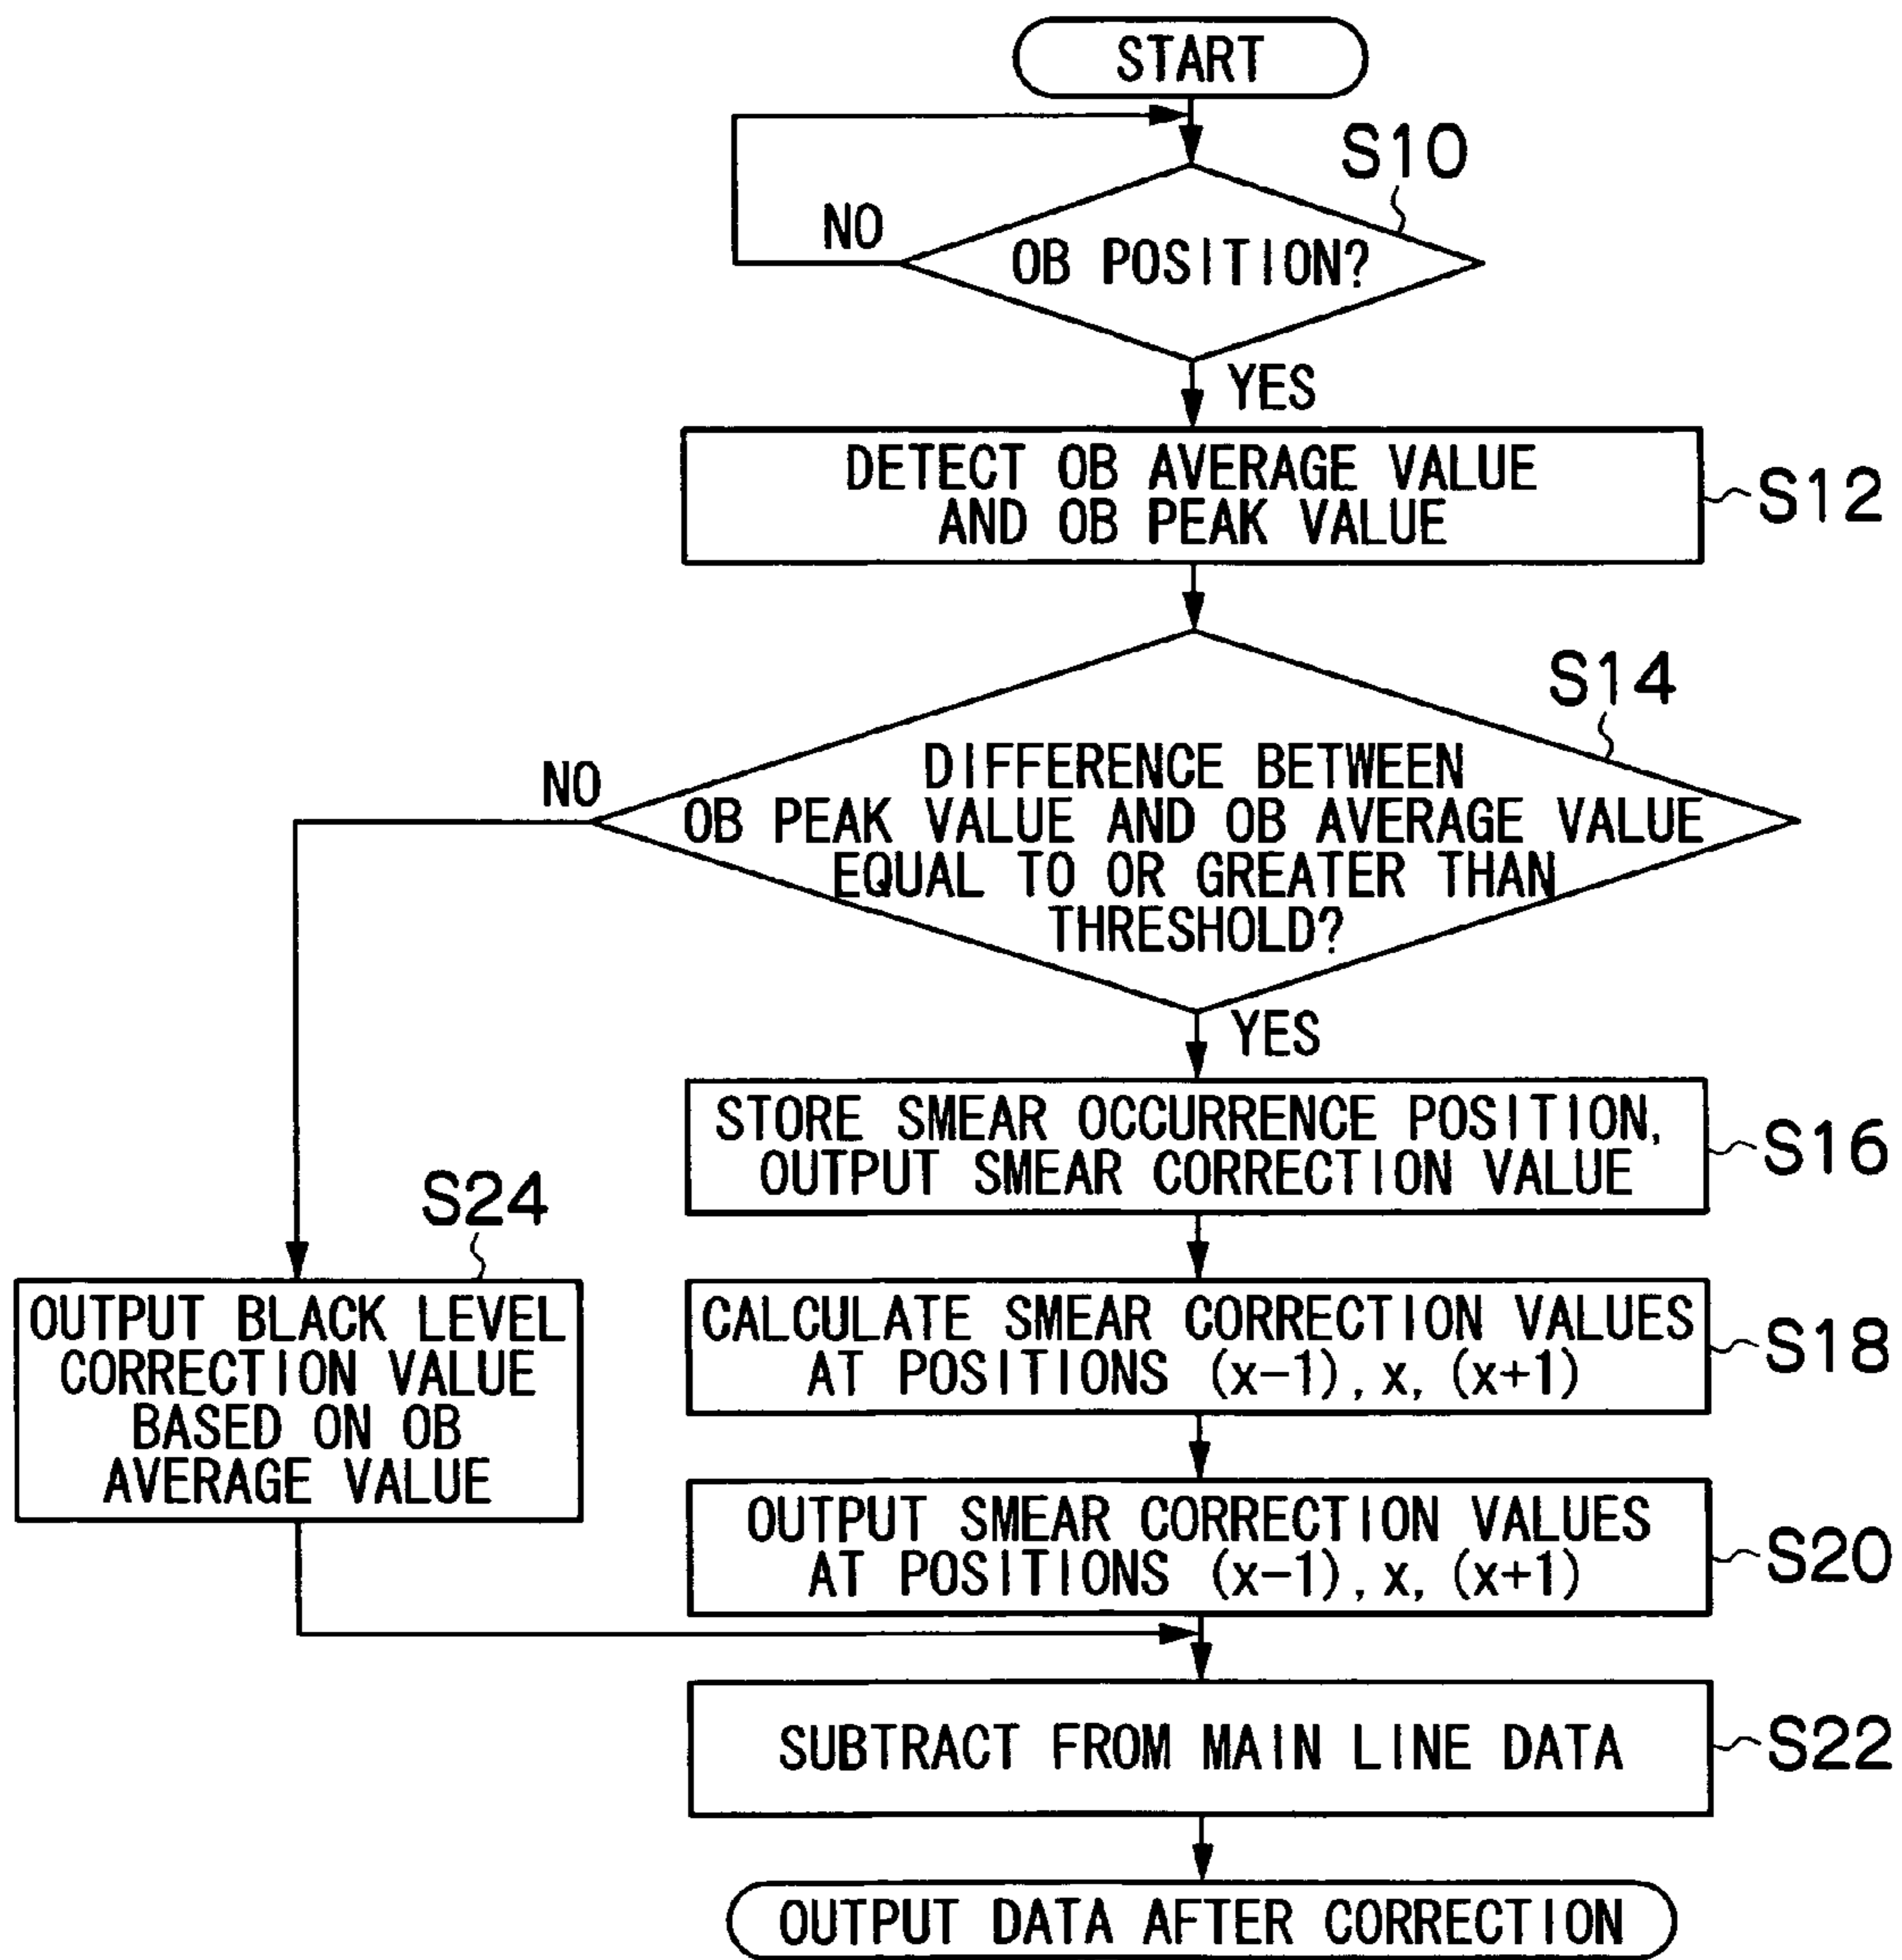 START
S10
NO
OB POSITION?
YES
DETECT OB AVERAGE VALUE
AND OB PEAK VALUE
S12
S14
NO
DIFFERENCE BETWEEN
OB PEAK VALUE AND OB AVERAGE VALUE
EQUAL TO OR GREATER THAN
THRESHOLD?
YES
STORE SMEAR OCCURRENCE POSITION,
OUTPUT SMEAR CORRECTION VALUE
S16
S24
OUTPUT BLACK LEVEL
CORRECTION VALUE
BASED ON OB
AVERAGE VALUE
CALCULATE SMEAR CORRECTION VALUES
AT POSITIONS (x-1), x, (x+1)
S18
OUTPUT SMEAR CORRECTION VALUES
AT POSITIONS (x-1), x, (x+1)
S20
SUBTRACT FROM MAIN LINE DATA
S22
OUTPUT DATA AFTER CORRECTION